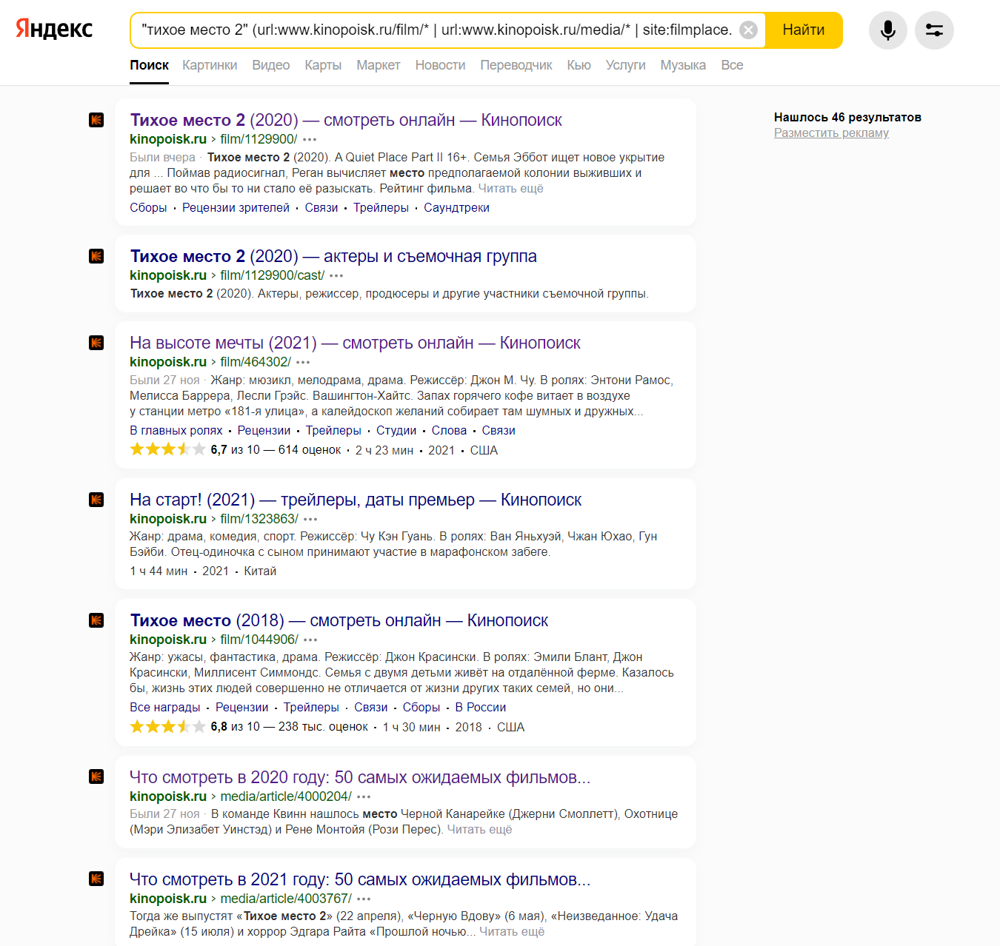 Яндекс
"тихое место 2" (url:www.kinopoisk.ru/film/* | url:www.kinopoisk.ru/media/* | site:filmplace.
Найти
Поиск Картинки Видео Карты Маркет Новости Переводчик Кью Услуги Музыка Все
Нашлось 46 результатов
Разместить рекламу
Тихое место 2 (2020) — смотреть онлайн — Кинопоиск
kinopoisk.ru › film/1129900/ •••
Были вчера · Тихое место 2 (2020). A Quiet Place Part II 16+. Семья Эббот ищет новое укрытие
для ... Поймав радиосигнал, Реган вычисляет место предполагаемой колонии выживших и
решает во что бы то ни стало её разыскать. Рейтинг фильма. Читать ещё
Сборы · Рецензии зрителей · Связи · Трейлеры · Саундтреки
Тихое место 2 (2020) — актеры и съемочная группа
kinopoisk.ru › film/1129900/cast/ •••
Тихое место 2 (2020). Актеры, режиссер, продюсеры и другие участники съемочной группы.
На высоте мечты (2021) — смотреть онлайн — Кинопоиск
kinopoisk.ru › film/464302/ •••
Были 27 ноя · Жанр: мюзикл, мелодрама, драма. Режиссёр: Джон М. Чу. В ролях: Энтони Рамос,
Мелисса Баррера, Лесли Грэйс. Вашингтон-Хайтс. Запах горячего кофе витает в воздухе
у станции метро «181-я улица», а калейдоскоп желаний собирает там шумных и дружных...
В главных ролях · Рецензии · Трейлеры · Студии · Слова · Связи
6,7 из 10 — 614 оценок · 2 ч 23 мин · 2021 · США
На старт! (2021) — трейлеры, даты премьер — Кинопоиск
kinopoisk.ru › film/1323863/ •••
Жанр: драма, комедия, спорт. Режиссёр: Чу Кэн Гуань. В ролях: Ван Яньхуэй, Чжан Юхао, Гун
Бэйби. Отец-одиночка с сыном принимают участие в марафонском забеге.
1 ч 44 мин · 2021 · Китай
Тихое место (2018) — смотреть онлайн — Кинопоиск
kinopoisk.ru › film/1044906/ •••
Жанр: ужасы, фантастика, драма. Режиссёр: Джон Красински. В ролях: Эмили Блант, Джон
Красински, Миллисент Симмондс. Семья с двумя детьми живёт на отдалённой ферме. Казалось
бы, жизнь этих людей совершенно не отличается от жизни других таких семей, но они...
Все награды · Рецензии · Трейлеры · Связи · Сборы · В России
6,8 из 10 — 238 тыс. оценок · 1 ч 30 мин · 2018 · США
Что смотреть в 2020 году: 50 самых ожидаемых фильмов...
kinopoisk.ru › media/article/4000204/ •••
Были 27 ноя · В команде Квинн нашлось место Черной Канарейке (Джерни Смоллетт), Охотнице
(Мэри Элизабет Уинстэд) и Рене Монтойя (Рози Перес). Читать ещё
Что смотреть в 2021 году: 50 самых ожидаемых фильмов...
kinopoisk.ru › media/article/4003767/ •••
Тогда же выпустят «Тихое место 2» (22 апреля), «Черную Вдову» (6 мая), «Неизведанное: Удача
Дрейка» (15 июля) и хоррор Эдгара Райта «Прошлой ночью... Читать ещё